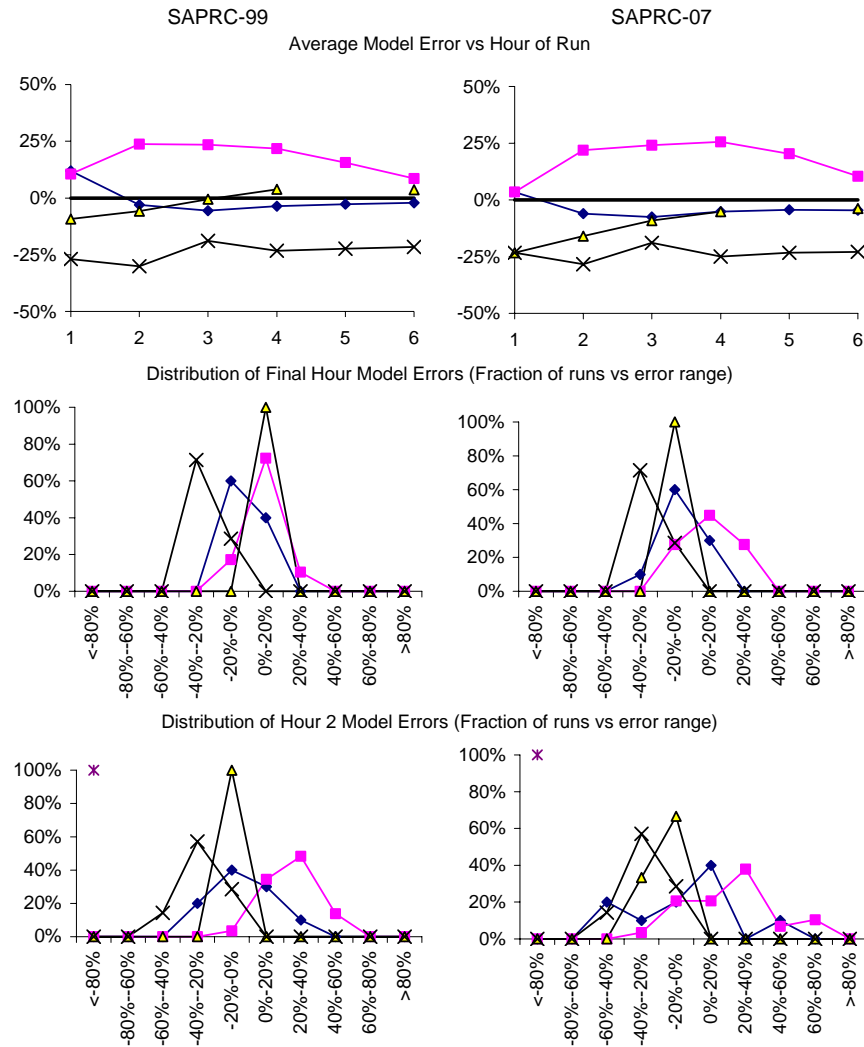 SAPRC-99 SAPRC-07
Average Model Error vs Hour of Run
50% 50%
25% 25%
0% 0%
-25% -25%
-50% -50%
1 2 3 4 5 6 1 2 3 4 5 6
Distribution of Final Hour Model Errors (Fraction of runs vs error range)
100% 100%
80% 80%
60% 60%
40% 40%
20% 20%
0% 0%
<-80% -80%--60% -60%--40% -40%--20% -20%-0% 0%-20% 20%-40% 40%-60% 60%-80% >80% <-80% -80%--60% -60%--40% -40%--20% -20%-0% 0%-20% 20%-40% 40%-60% 60%-80% >80%
Distribution of Hour 2 Model Errors (Fraction of runs vs error range)
100% 100%
80% 80%
60% 60%
40% 40%
20% 20%
0% 0%
<-80% -80%--60% -60%--40% -40%--20% -20%-0% 0%-20% 20%-40% 40%-60% 60%-80% >80% <-80% -80%--60% -60%--40% -40%--20% -20%-0% 0%-20% 20%-40% 40%-60% 60%-80% >80%